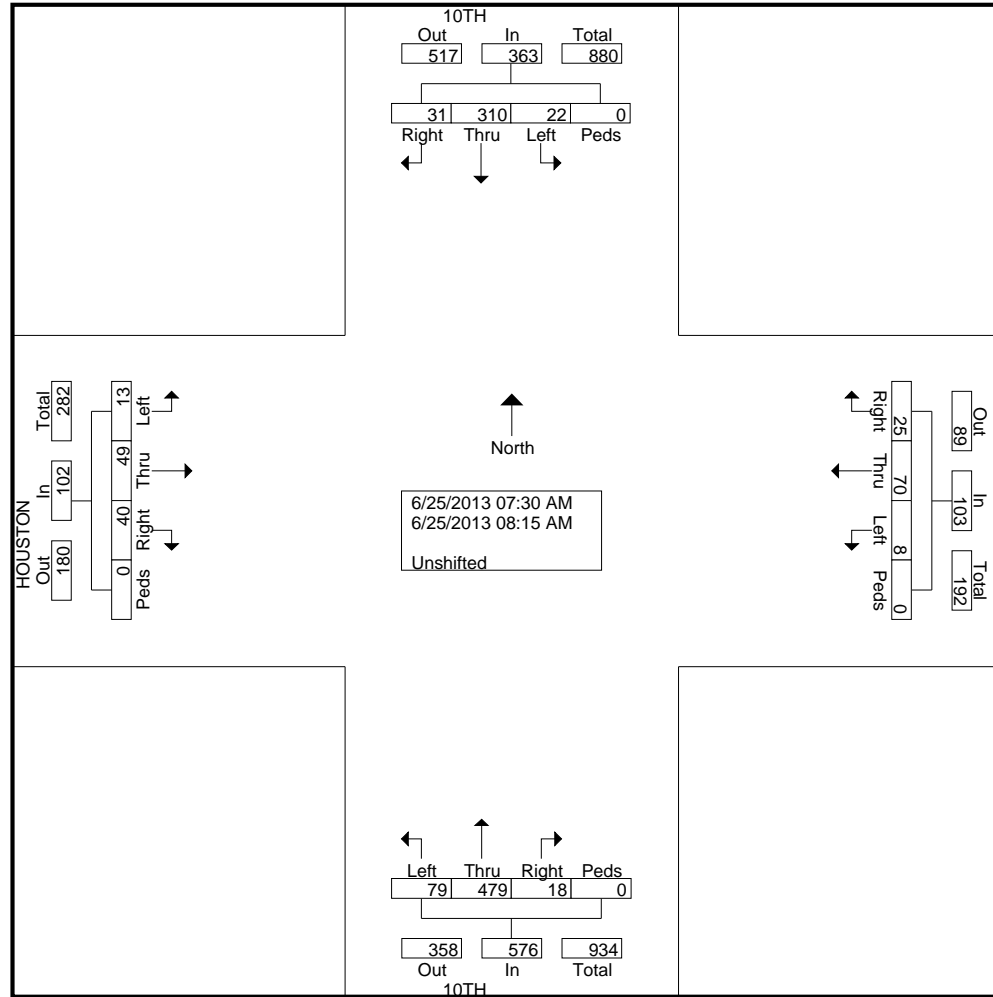 10TH
Out In Total
517 363 880
31 310 22 0
Right Thru Left Peds
HOUSTON
Total In Out
282 102 180
13 49 40 0
Left Thru Right Peds
North
6/25/2013 07:30 AM
6/25/2013 08:15 AM
Unshifted
Right Thru Left Peds
25 70 8 0
Out In Total
89 103 192
Left Thru Right Peds
79 479 18 0
358 576 934
Out In Total
10TH